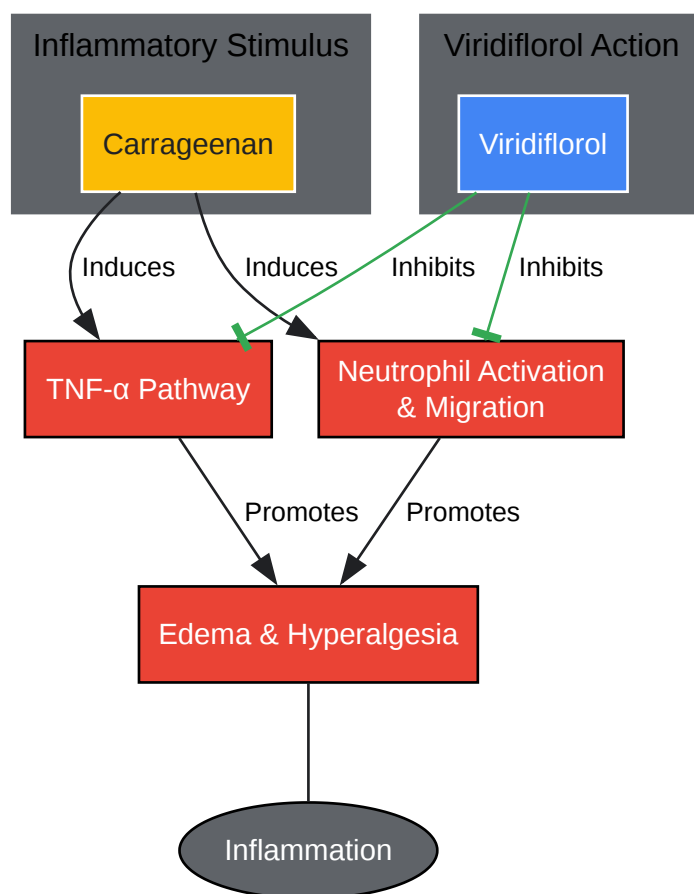 Inflammatory Stimulus
Viridiflorol Action
Carrageenan
Viridiflorol
Induces
Induces
Inhibits
Inhibits
TNF-α Pathway
Neutrophil Activation
& Migration
Promotes
Promotes
Edema & Hyperalgesia
Inflammation